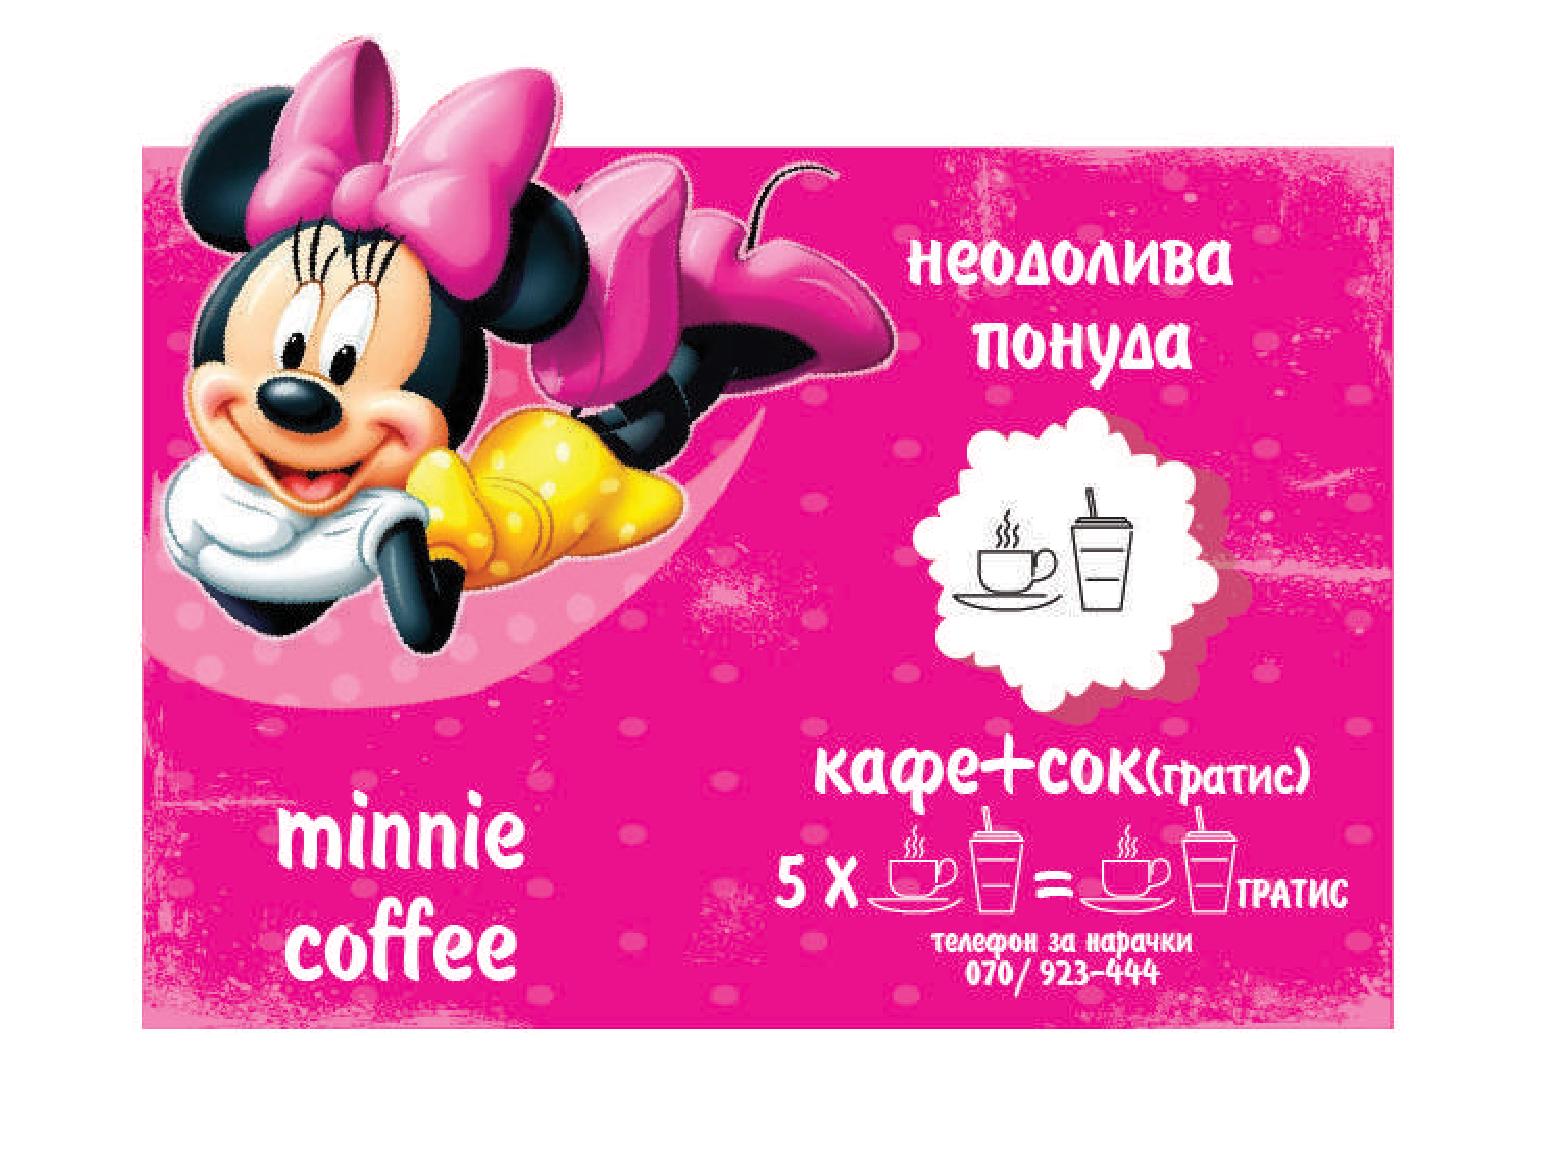 неодолива
понуда
кафе+сок(гратис)
5 X = гратис
телефон за нарачки
070/ 923-444
minnie
coffee